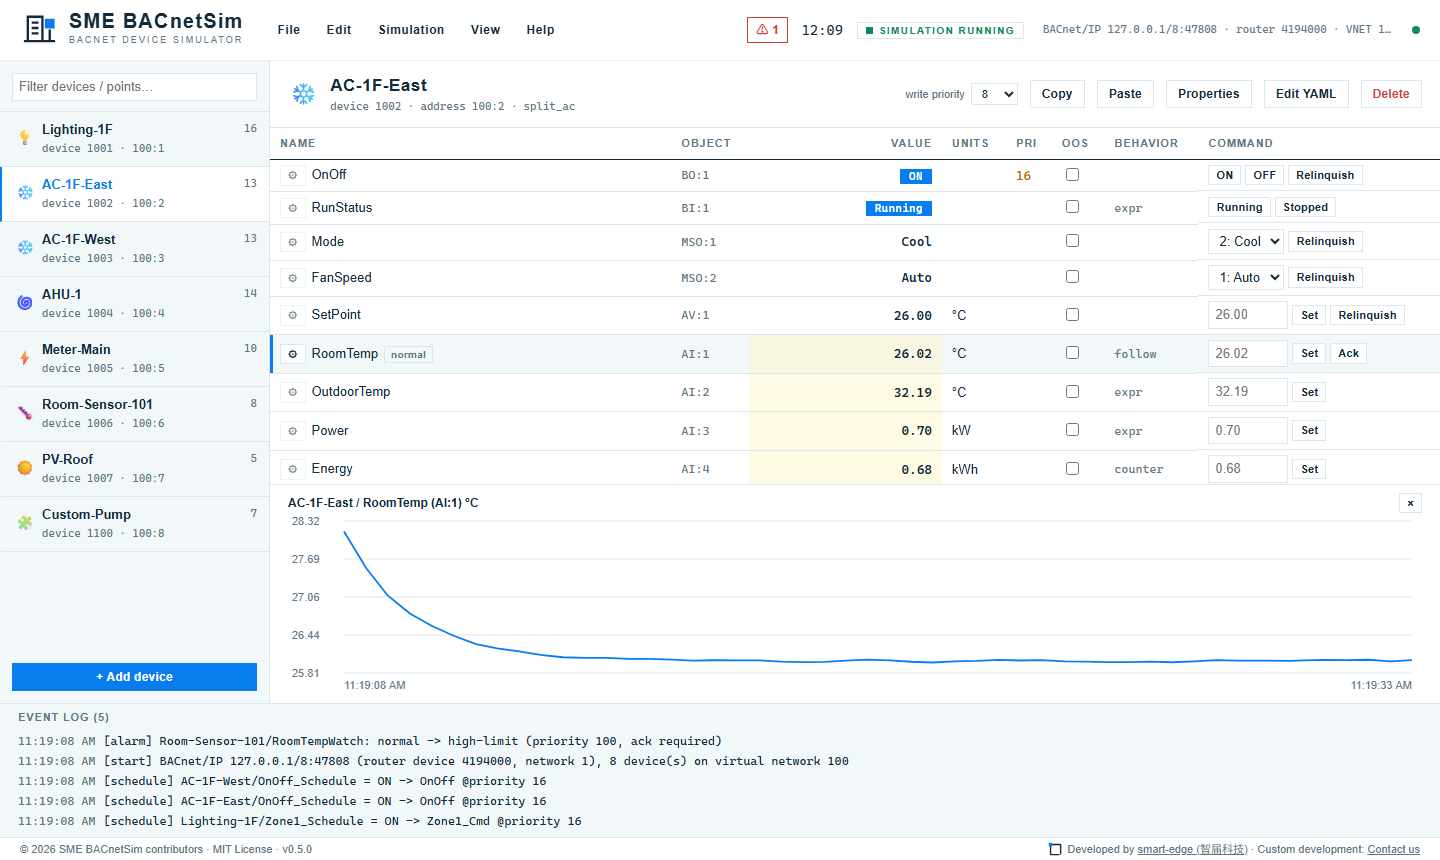 SME BACnetSim
BACNET DEVICE SIMULATOR
File Edit Simulation View Help
1 12:09 SIMULATION RUNNING BACnet/IP 127.0.0.1/8:47808 · router 4194000 · VNET 1…
Filter devices / points…
Lighting-1F 16
device 1001 · 100:1
AC-1F-East 13
device 1002 · 100:2
AC-1F-West 13
device 1003 · 100:3
AHU-1 14
device 1004 · 100:4
Meter-Main 10
device 1005 · 100:5
Room-Sensor-101 8
device 1006 · 100:6
PV-Roof 5
device 1007 · 100:7
Custom-Pump 7
device 1100 · 100:8
+ Add device
AC-1F-East
device 1002 · address 100:2 · split_ac
write priority 8 Copy Paste Properties Edit YAML Delete
NAME OBJECT VALUE UNITS PRI OOS BEHAVIOR COMMAND
OnOff BO:1 ON 16 ON OFF Relinquish
RunStatus BI:1 Running expr Running Stopped
Mode MSO:1 Cool 2: Cool Relinquish
FanSpeed MSO:2 Auto 1: Auto Relinquish
SetPoint AV:1 26.00 °C 26.00 Set Relinquish
RoomTemp normal AI:1 26.02 °C follow 26.02 Set Ack
OutdoorTemp AI:2 32.19 °C expr 32.19 Set
Power AI:3 0.70 kW expr 0.70 Set
Energy AI:4 0.68 kWh counter 0.68 Set
AC-1F-East / RoomTemp (AI:1) °C ×
28.32
27.69
27.06
26.44
25.81
11:19:08 AM 11:19:33 AM
EVENT LOG (5)
11:19:08 AM [alarm] Room-Sensor-101/RoomTempWatch: normal -> high-limit (priority 100, ack required)
11:19:08 AM [start] BACnet/IP 127.0.0.1/8:47808 (router device 4194000, network 1), 8 device(s) on virtual network 100
11:19:08 AM [schedule] AC-1F-West/OnOff_Schedule = ON -> OnOff @priority 16
11:19:08 AM [schedule] AC-1F-East/OnOff_Schedule = ON -> OnOff @priority 16
11:19:08 AM [schedule] Lighting-1F/Zone1_Schedule = ON -> Zone1_Cmd @priority 16
© 2026 SME BACnetSim contributors · MIT License · v0.5.0 Developed by smart-edge (智届科技) · Custom development: Contact us